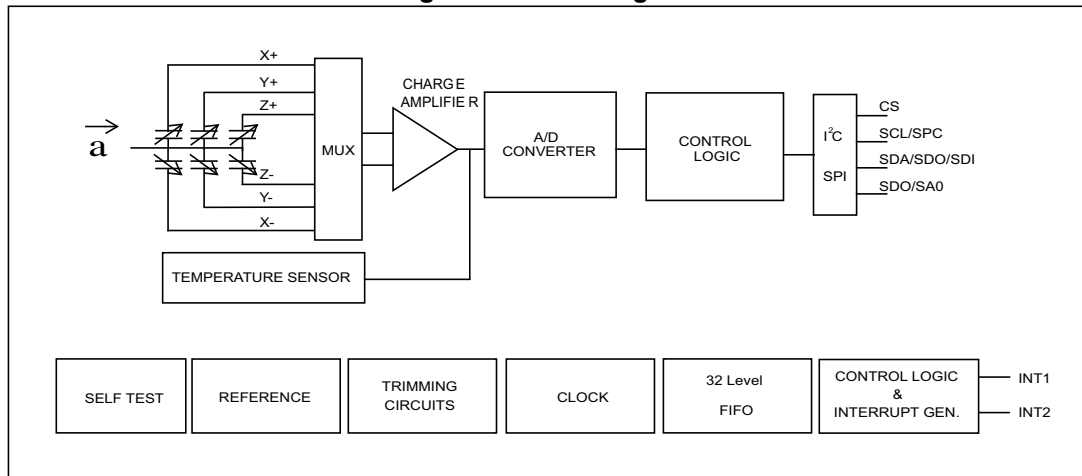 X+
Y+
Z+
a
Z-
Y-
X-
MUX
CHARGE
AMPLIFIER
A/D
CONVERTER
CONTROL
LOGIC
I²C
SPI
CS
SCL/SPC
SDA/SDO/SDI
SDO/SA0
TEMPERATURE SENSOR
SELF TEST
REFERENCE
TRIMMING
CIRCUITS
CLOCK
32 Level
FIFO
CONTROL LOGIC
&
INTERRUPT GEN.
INT1
INT2